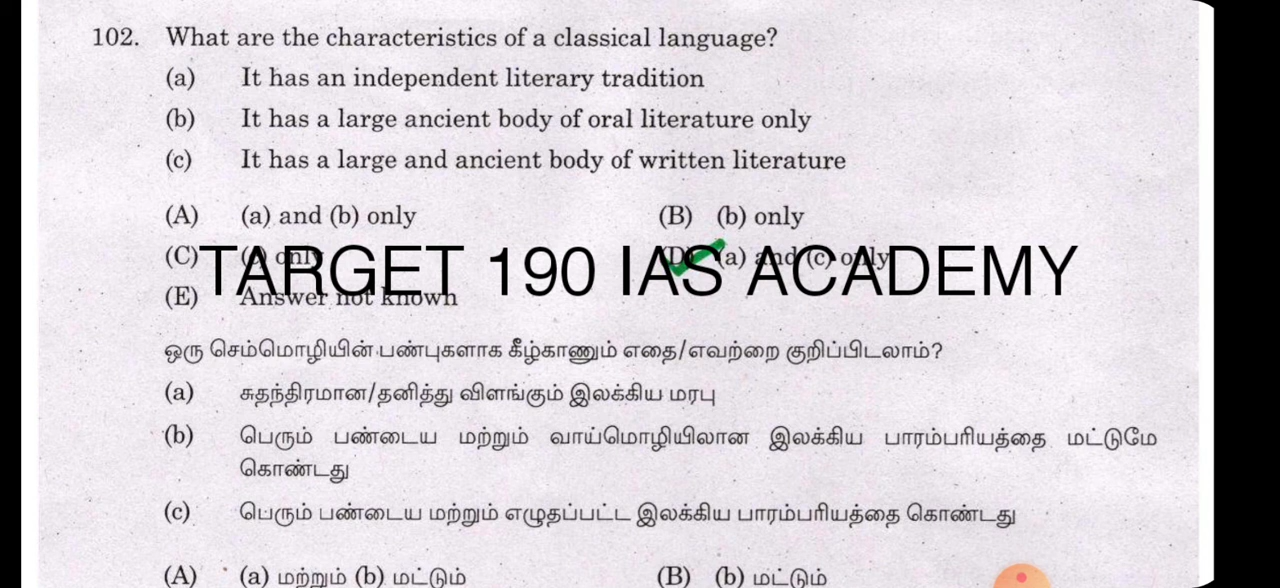 102. What are the characteristics of a classical language?
(a) It has an independent literary tradition
(b) It has a large ancient body of oral literature only
(c) It has a large and ancient body of written literature
(A) (a) and (b) only (B) (b) only
(C) (c) only (D) (a) and (c) only
TARGET 190 IAS ACADEMY
(E) Answer not known
ஒரு செம்மொழியின் பண்புகளாக கீழ்காணும் எதை/எவற்றை குறிப்பிடலாம்?
(a) சுதந்திரமான/தனித்து விளங்கும் இலக்கிய மரபு
(b) பெரும் பண்டைய மற்றும் வாய்மொழியிலான இலக்கிய பாரம்பரியத்தை மட்டுமே
கொண்டது
(c) பெரும் பண்டைய மற்றும் எழுதப்பட்ட இலக்கிய பாரம்பரியத்தை கொண்டது
(A) (a) மற்றும் (b) மட்டும் (B) (b) மட்டும்